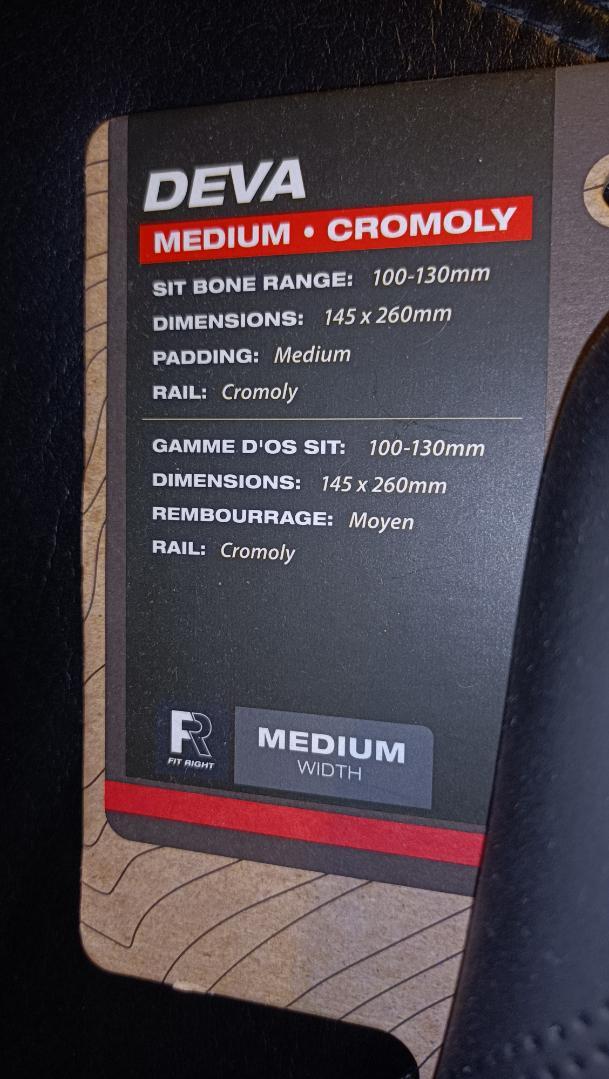 DEVA
MEDIUM • CROMOLY
SIT BONE RANGE: 100-130mm
DIMENSIONS: 145 x 260mm
PADDING: Medium
RAIL: Cromoly
GAMME D'OS SIT: 100-130mm
DIMENSIONS: 145 x 260mm
REMBOURRAGE: Moyen
RAIL: Cromoly
FR
FIT RIGHT
MEDIUM
WIDTH